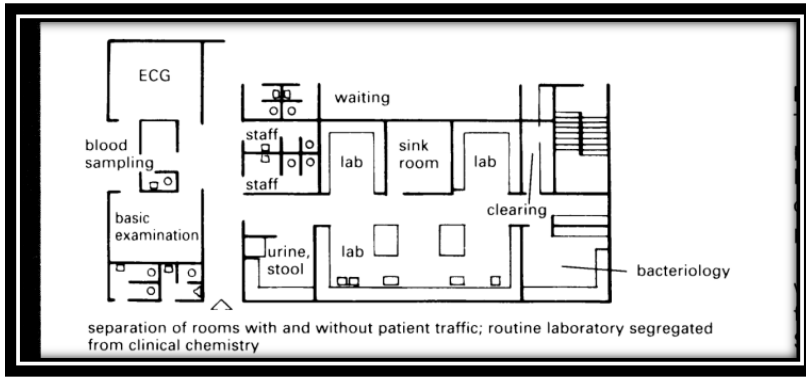 ECG
waiting
blood
sampling
staff
lab
sink
room
lab
staff
clearing
basic
examination
urine,
stool
lab
bacteriology
separation of rooms with and without patient traffic; routine laboratory segregated
from clinical chemistry